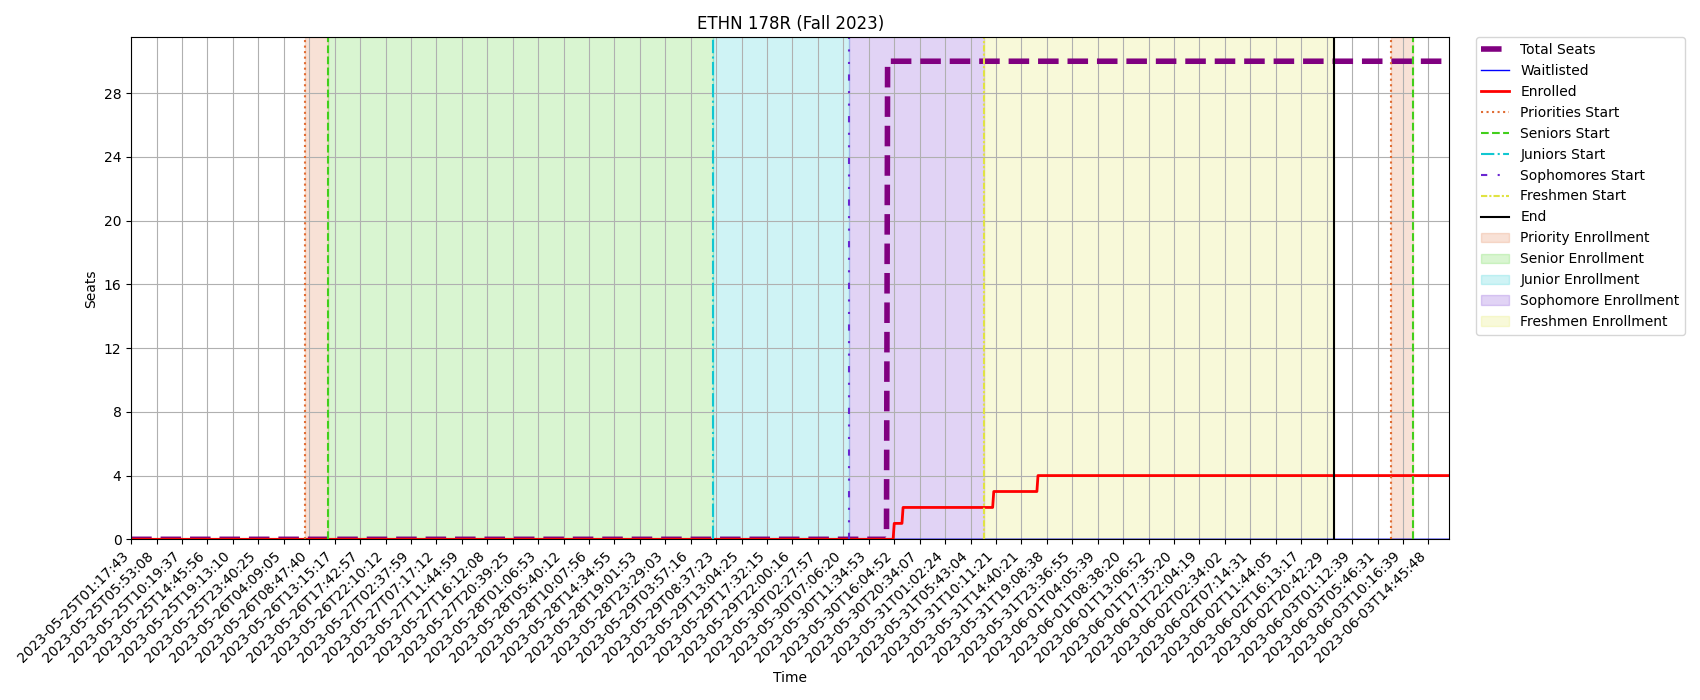 ETHN 178R (Fall 2023)
Seats
28
24
20
16
12
8
4
0
2023-05-25T01:17:43
2023-05-25T05:53:08
2023-05-25T10:19:37
2023-05-25T14:45:56
2023-05-25T19:13:10
2023-05-25T23:40:25
2023-05-26T04:09:05
2023-05-26T08:47:40
2023-05-26T13:15:17
2023-05-26T17:42:57
2023-05-26T22:10:12
2023-05-27T02:37:59
2023-05-27T07:17:12
2023-05-27T11:44:59
2023-05-27T16:12:08
2023-05-27T20:39:25
2023-05-28T01:06:53
2023-05-28T05:40:12
2023-05-28T10:07:56
2023-05-28T14:34:55
2023-05-28T19:01:53
2023-05-28T23:29:03
2023-05-29T03:57:16
2023-05-29T08:37:23
2023-05-29T13:04:25
2023-05-29T17:32:15
2023-05-29T22:00:16
2023-05-30T02:27:57
2023-05-30T07:06:20
2023-05-30T11:34:53
2023-05-30T16:04:52
2023-05-30T20:34:07
2023-05-31T01:02:24
2023-05-31T05:43:04
2023-05-31T10:11:21
2023-05-31T14:40:21
2023-05-31T19:08:38
2023-05-31T23:36:55
2023-06-01T04:05:39
2023-06-01T08:38:20
2023-06-01T13:06:52
2023-06-01T17:35:20
2023-06-01T22:04:19
2023-06-02T02:34:02
2023-06-02T07:14:31
2023-06-02T11:44:05
2023-06-02T16:13:17
2023-06-02T20:42:29
2023-06-03T01:12:39
2023-06-03T05:46:31
2023-06-03T10:16:39
2023-06-03T14:45:48
Time
Total Seats
Waitlisted
Enrolled
Priorities Start
Seniors Start
Juniors Start
Sophomores Start
Freshmen Start
End
Priority Enrollment
Senior Enrollment
Junior Enrollment
Sophomore Enrollment
Freshmen Enrollment